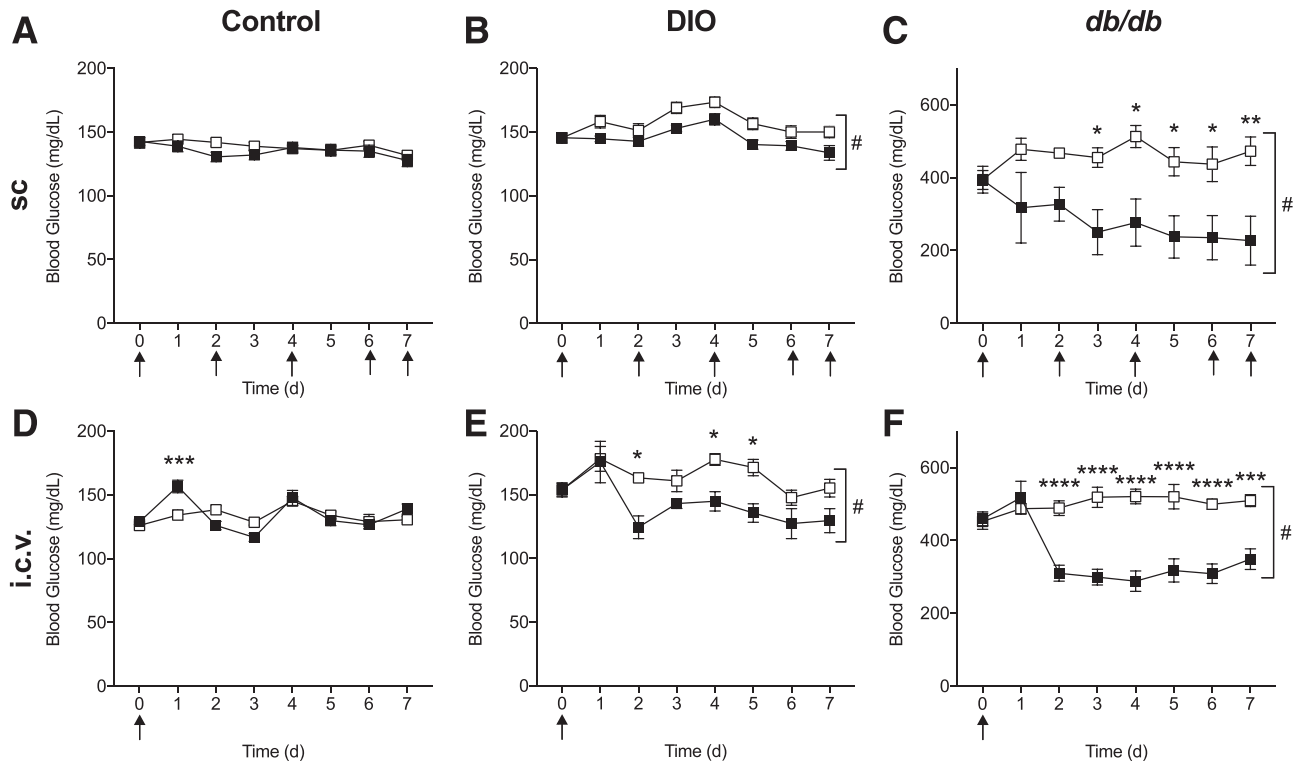 A Control
B DIO
C db/db
sc
Blood Glucose (mg/dL)
200
150
100
50
0
0 1 2 3 4 5 6 7
Time (d)
Blood Glucose (mg/dL)
200
150
100
50
0
#
0 1 2 3 4 5 6 7
Time (d)
Blood Glucose (mg/dL)
600
400
200
0
* * * * **
#
0 1 2 3 4 5 6 7
Time (d)
D
E
F
i.c.v.
Blood Glucose (mg/dL)
200
150
100
50
0
***
0 1 2 3 4 5 6 7
Time (d)
Blood Glucose (mg/dL)
200
150
100
50
0
* * *
#
0 1 2 3 4 5 6 7
Time (d)
Blood Glucose (mg/dL)
600
400
200
0
**** **** **** **** **** ***
#
0 1 2 3 4 5 6 7
Time (d)